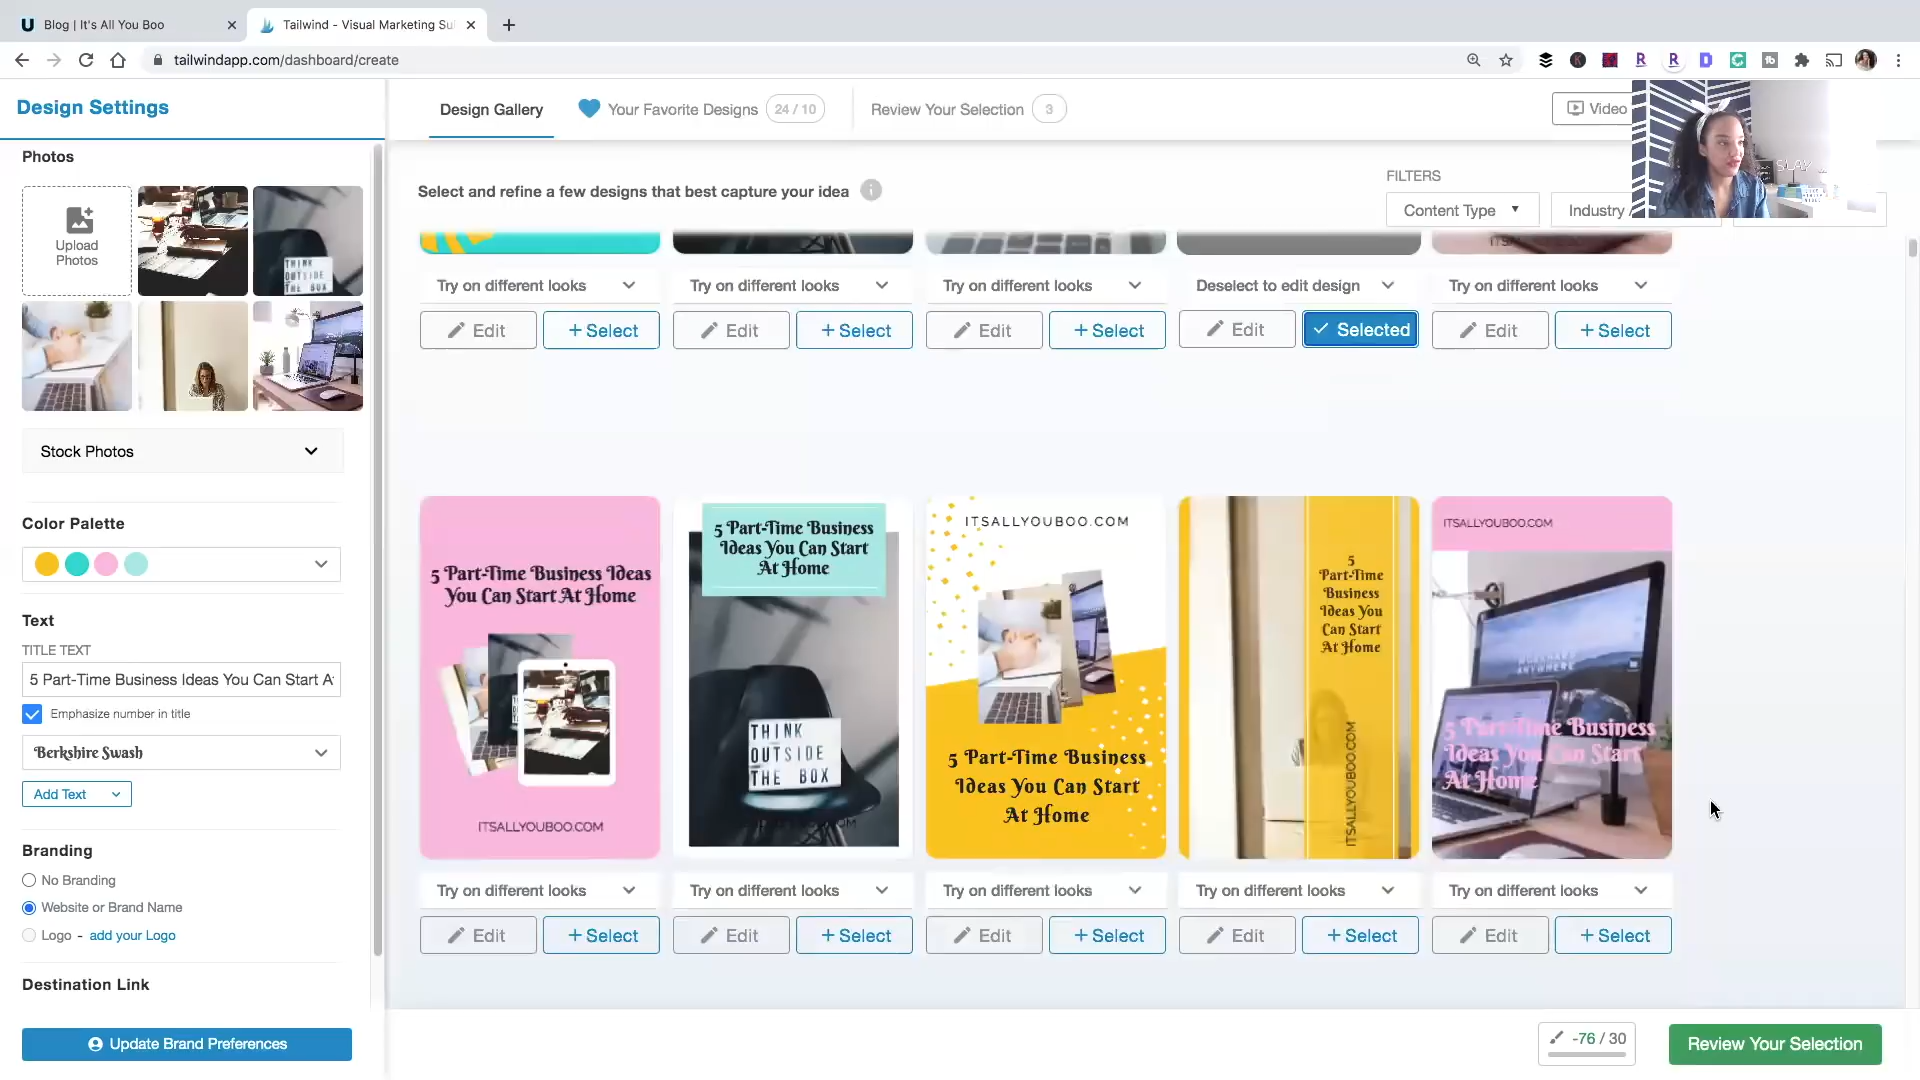 Blog | It's All You Boo
Tailwind - Visual Marketing Su
tailwindapp.com/dashboard/create
Design Settings
Design Gallery
Your Favorite Designs 24 / 10
Review Your Selection 3
Video
Photos
Upload
Photos
THINK
OUTSIDE
THE BOX
Stock Photos
Color Palette
Text
TITLE TEXT
5 Part-Time Business Ideas You Can Start A
Emphasize number in title
Berkshire Swash
Add Text
Branding
No Branding
Website or Brand Name
Logo - add your Logo
Destination Link
Update Brand Preferences
Select and refine a few designs that best capture your idea
FILTERS
Content Type
Industry
SLAY
Try on different looks
Try on different looks
Try on different looks
Deselect to edit design
Try on different looks
Edit + Select
Edit + Select
Edit + Select
Edit Selected
Edit + Select
5 Part-Time Business Ideas
You Can Start At Home
ITSALLYOUBOO.COM
5 Part-Time Business
Ideas You Can Start
At Home
THINK
OUTSIDE
THE BOX
ITSALLYOUBOO.COM
5 Part-Time Business
Ideas You Can Start
At Home
5
Part-Time
Business
Ideas You
Can Start
At Home
ITSALLYOUBOO.COM
ITSALLYOUBOO.COM
WORK HARD
ANYWHERE
5 Part-Time Business
Ideas You Can Start
At Home
Try on different looks
Try on different looks
Try on different looks
Try on different looks
Try on different looks
Edit + Select
Edit + Select
Edit + Select
Edit + Select
Edit + Select
-76 / 30
Review Your Selection